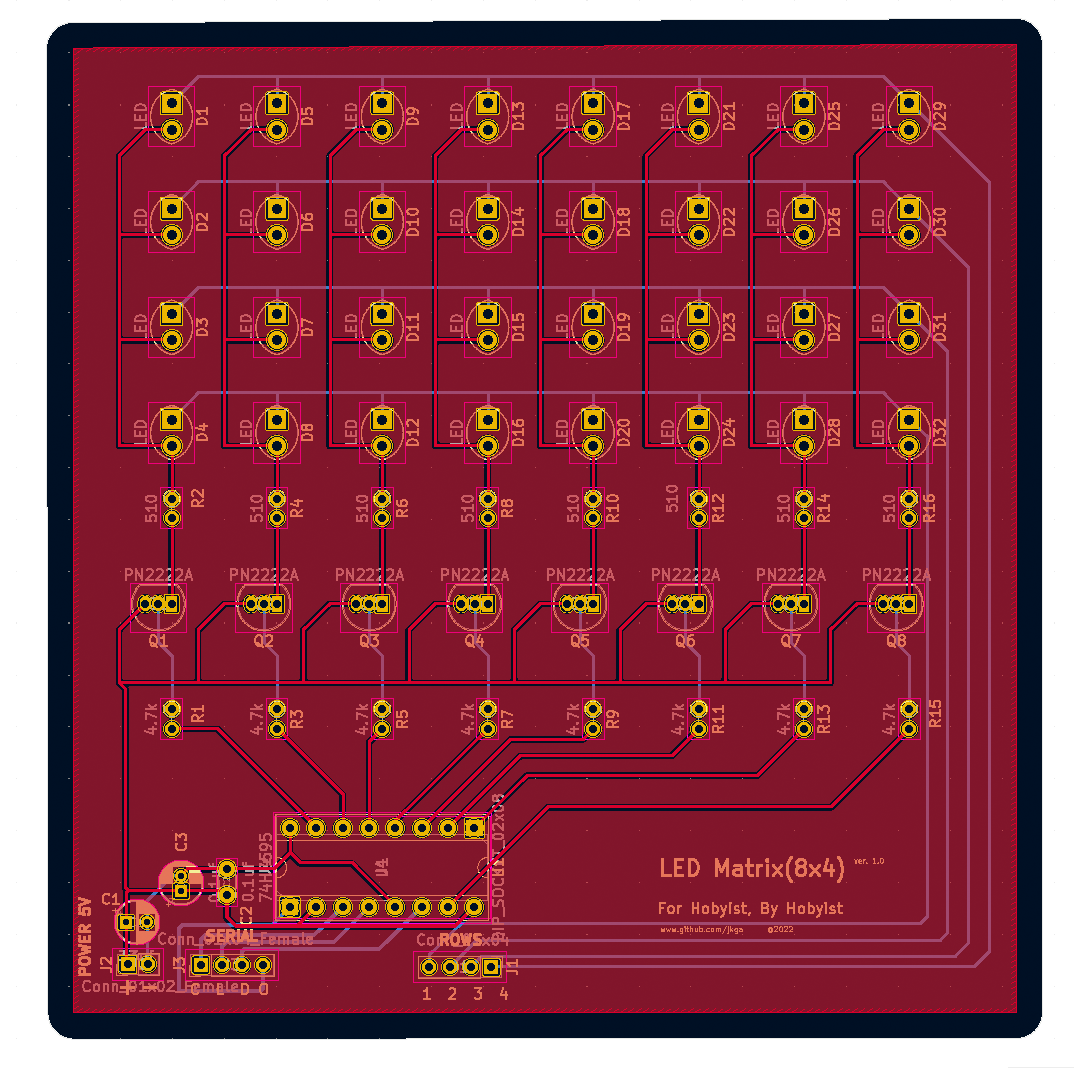 LED D1 LED D5 LED D9 LED D13 LED D17 LED D21 LED D25 LED D29
LED D2 LED D6 LED D10 LED D14 LED D18 LED D22 LED D26 LED D30
LED D3 LED D7 LED D11 LED D15 LED D19 LED D23 LED D27 LED D31
LED D4 LED D8 LED D12 LED D16 LED D20 LED D24 LED D28 LED D32
510 R2 510 R4 510 R6 510 R8 510 R10 510 R12 510 R14 510 R16
PN2222A PN2222A PN2222A PN2222A PN2222A PN2222A PN2222A PN2222A
Q1 Q2 Q3 Q4 Q5 Q6 Q7 Q8
4.7k R1 4.7k R3 4.7k R5 4.7k R7 4.7k R9 4.7k R11 4.7k R13 4.7k R15
C3
0.1uf
C2
LED Matrix(8x4) ver. 1.0
For Hobyist, By Hobyist
www.github.com/jkga ©2022
C1
POWER 5V
SERIAL
ROWS
J2
Conn_01x02_Female
J3
C L D O
J1
1 2 3 4